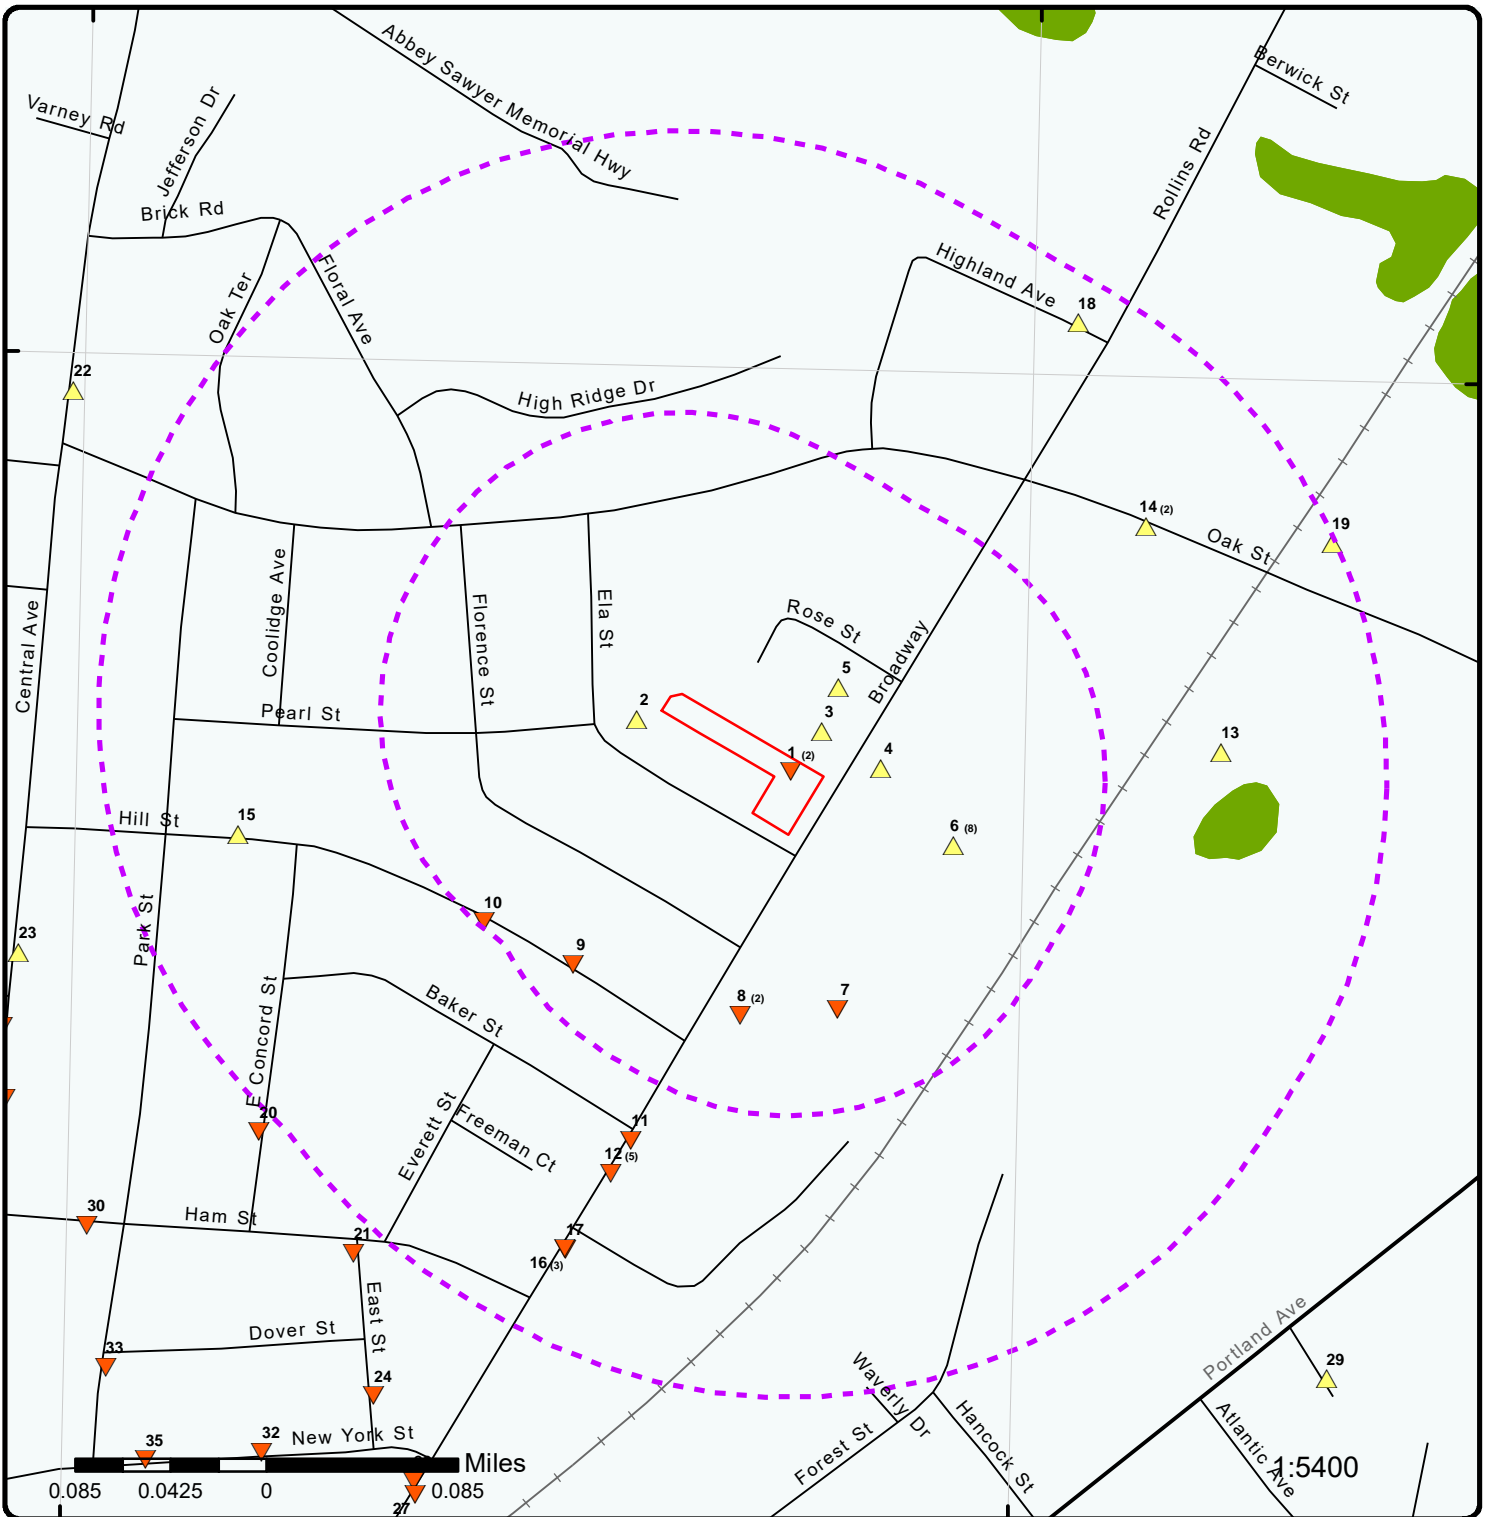 Abbey Sawyer Memorial Hwy
Berwick St
Varney Rd
Jefferson Dr
Rollins Rd
Brick Rd
Highland Ave
18
Floral Ave
Oak Ter
22
High Ridge Dr
14 (2)
19
Oak St
Coolidge Ave
Central Ave
Florence St
Ela St
Rose St
Broadway
5
2
3
Pearl St
1 (2)
4
13
Hill St
15
6 (8)
10
Park St
23
9
E Concord St
Baker St
8 (2)
7
20
Everett St
Freeman Ct
11
12 (5)
30
Ham St
21
17
16 (3)
East St
Dover St
33
Portland Ave
29
24
Waverly Dr
Hancock St
Atlantic Ave
Forest St
New York St
35
32
Miles
1:5400
0.085
0.0425
0
0.085
27